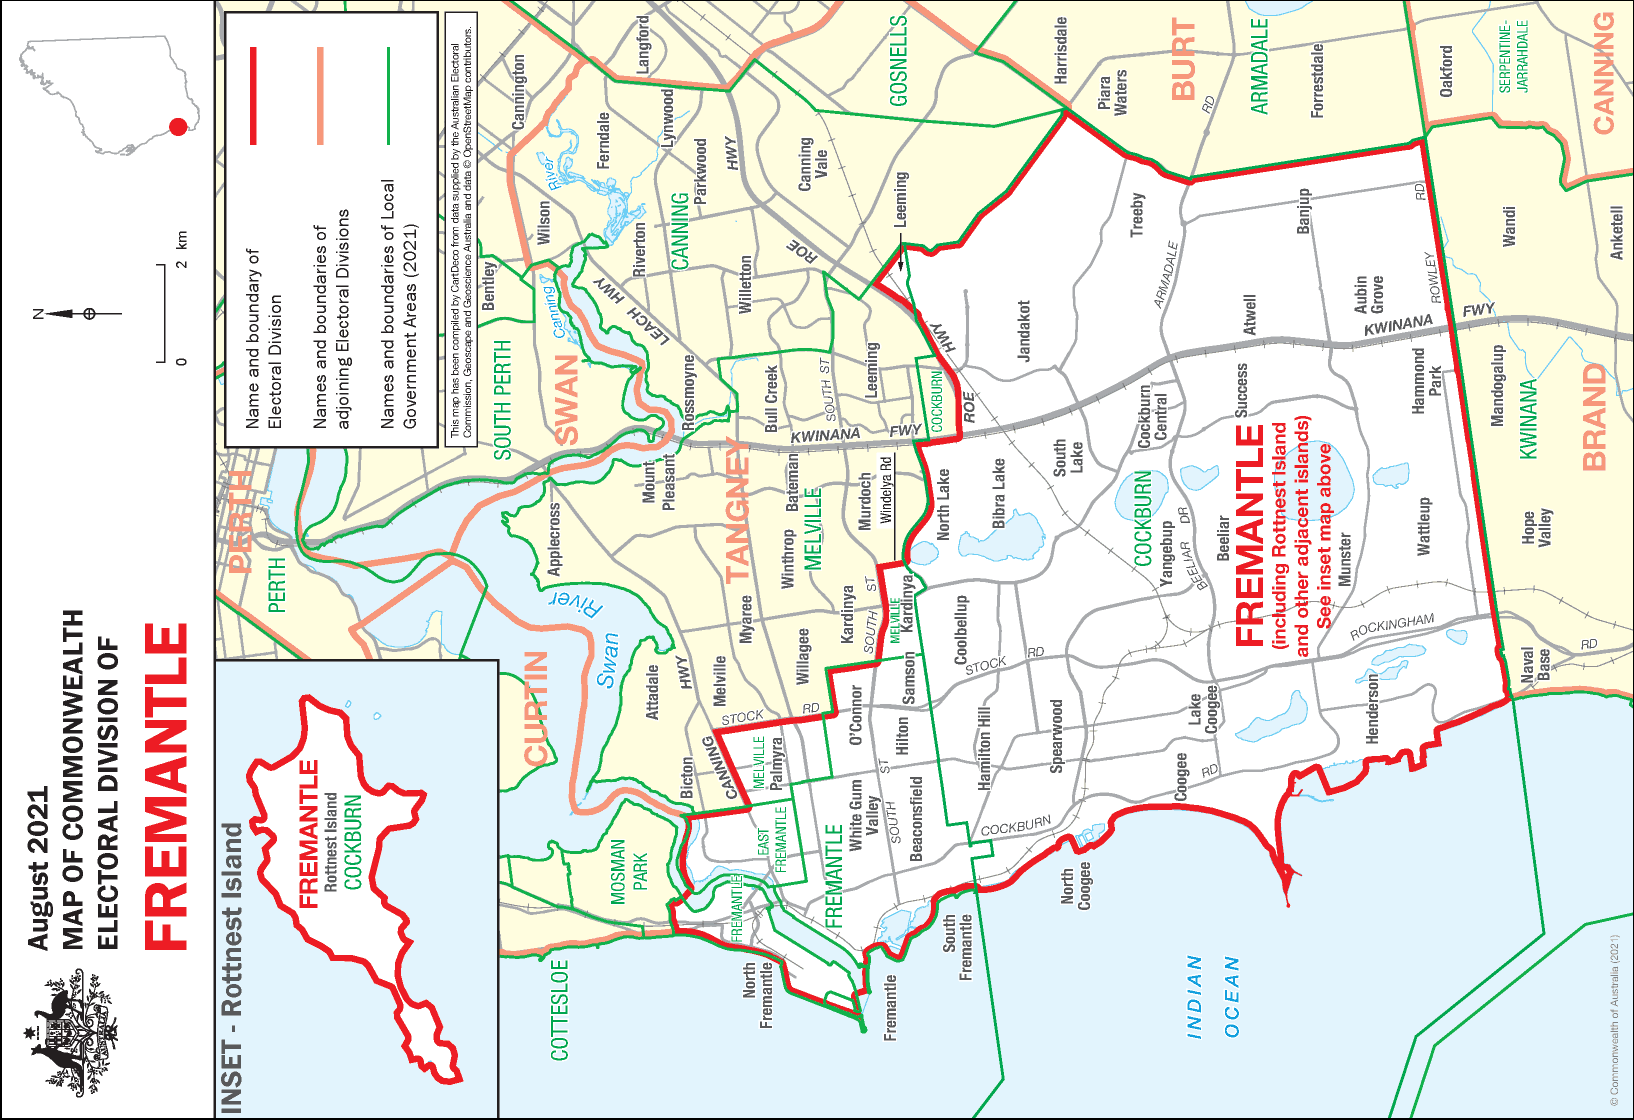 August 2021
MAP OF COMMONWEALTH
ELECTORAL DIVISION OF
FREMANTLE
N
0
2 km
Name and boundary of
Electoral Division
Names and boundaries of
adjoining Electoral Divisions
Names and boundaries of Local
Government Areas (2021)
This map has been compiled by CartDeco from data supplied by the Australian Electoral
Commission, Geoscape and Geoscience Australia and data © OpenStreetMap contributors.
INSET - Rottnest Island
FREMANTLE
Rottnest Island
COCKBURN
PERTH
PERTH
SOUTH PERTH
SWAN
CURTIN
COTTESLOE
MOSMAN
PARK
Swan
River
Canning
River
Bentley
Cannington
Wilson
Langford
Ferndale
Lynwood
Parkwood
Riverton
CANNING
Willetton
Canning
Vale
HWY
ROE
LEACH
HWY
Rossmoyne
Bull Creek
SOUTH ST
Leeming
Leeming
KWINANA
FWY
COCKBURN
ROE
HWY
Applecross
Mount
Pleasant
TANGNEY
Bateman
MELVILLE
Winthrop
Murdoch
Windelya Rd
Myaree
Kardinya
SOUTH
ST
MELVILLE
Kardinya
Attadale
HWY
Melville
Willagee
STOCK
RD
Bicton
CANNING
MELVILLE
Palmyra
O'Connor
Samson
Hilton
EAST
FREMANTLE
FREMANTLE
White Gum
Valley
SOUTH
ST
Beaconsfield
FREMANTLE
North
Fremantle
Fremantle
South
Fremantle
GOSNELLS
Harrisdale
Piara
Waters
BURT
ARMADALE
Forrestdale
RD
Oakford
SERPENTINE-
JARRAHDALE
CANNING
Treeby
Banjup
RD
Wandi
Anketell
Jandakot
ARMADALE
Atwell
Aubin
Grove
ROWLEY
KWINANA
FWY
North Lake
Bibra Lake
South
Lake
Cockburn
Central
Success
Hammond
Park
Mandogalup
KWINANA
BRAND
COCKBURN
Yangebup
BEELIAR
DR
Beeliar
FREMANTLE
(including Rottnest Island
and other adjacent islands)
See inset map above
Munster
Wattleup
Hope
Valley
Coolbellup
STOCK
RD
ROCKINGHAM
RD
Naval
Base
Hamilton Hill
Spearwood
Lake
Coogee
Henderson
Coogee
RD
COCKBURN
North
Coogee
INDIAN
OCEAN
© Commonwealth of Australia (2021)